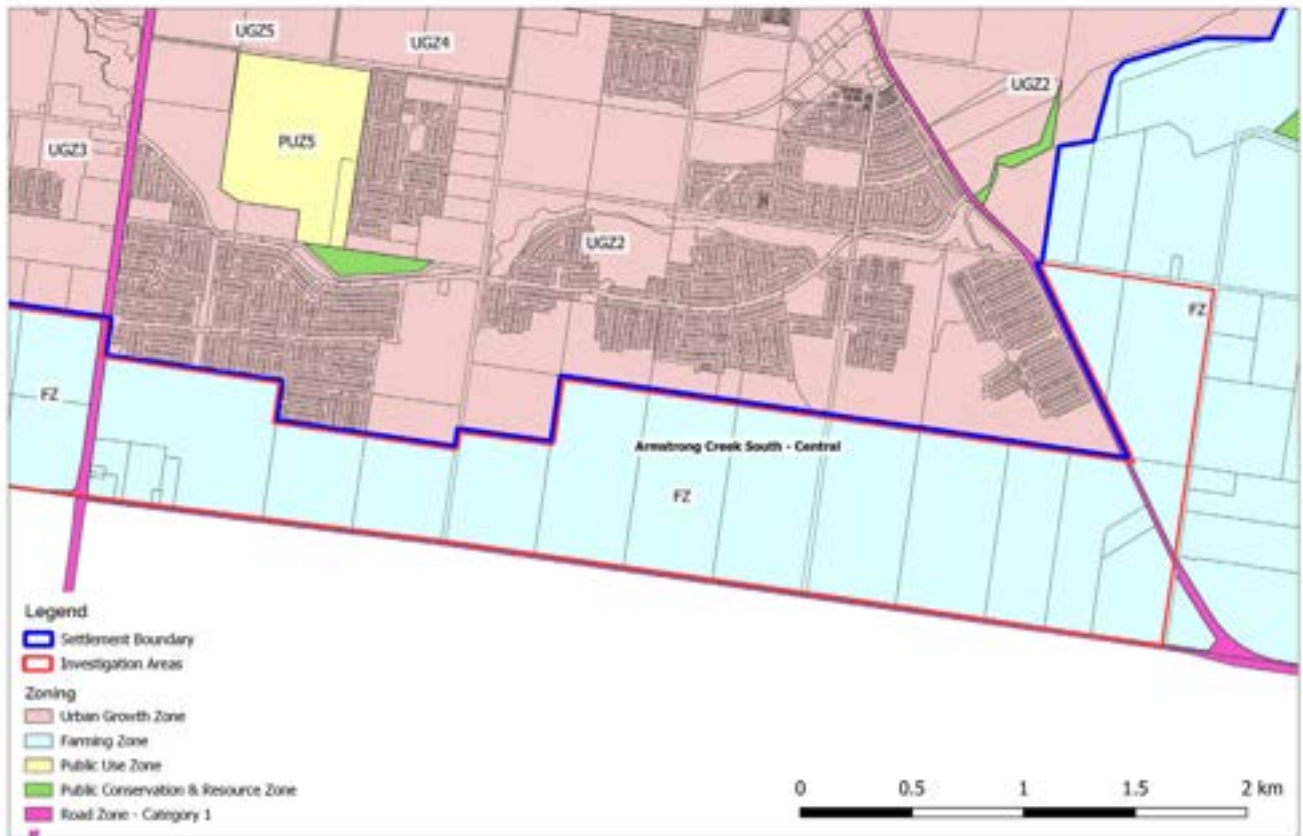 UGZ5
UGZ4
UGZ2
PUZ5
UGZ3
UGZ2
FZ
FZ
Armstrong Creek South - Central
FZ
Legend
Settlement Boundary
Investigation Areas
Zoning
Urban Growth Zone
Farming Zone
Public Use Zone
Public Conservation & Resource Zone
Road Zone - Category 1
0 0.5 1 1.5 2 km